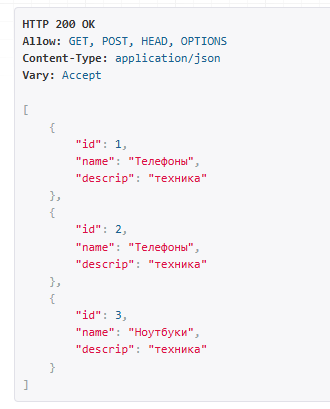 HTTP 200 OK
Allow: GET, POST, HEAD, OPTIONS
Content-Type: application/json
Vary: Accept
[
{
"id": 1,
"name": "Телефоны",
"descrip": "техника"
},
{
"id": 2,
"name": "Телефоны",
"descrip": "техника"
},
{
"id": 3,
"name": "Ноутбуки",
"descrip": "техника"
}
]